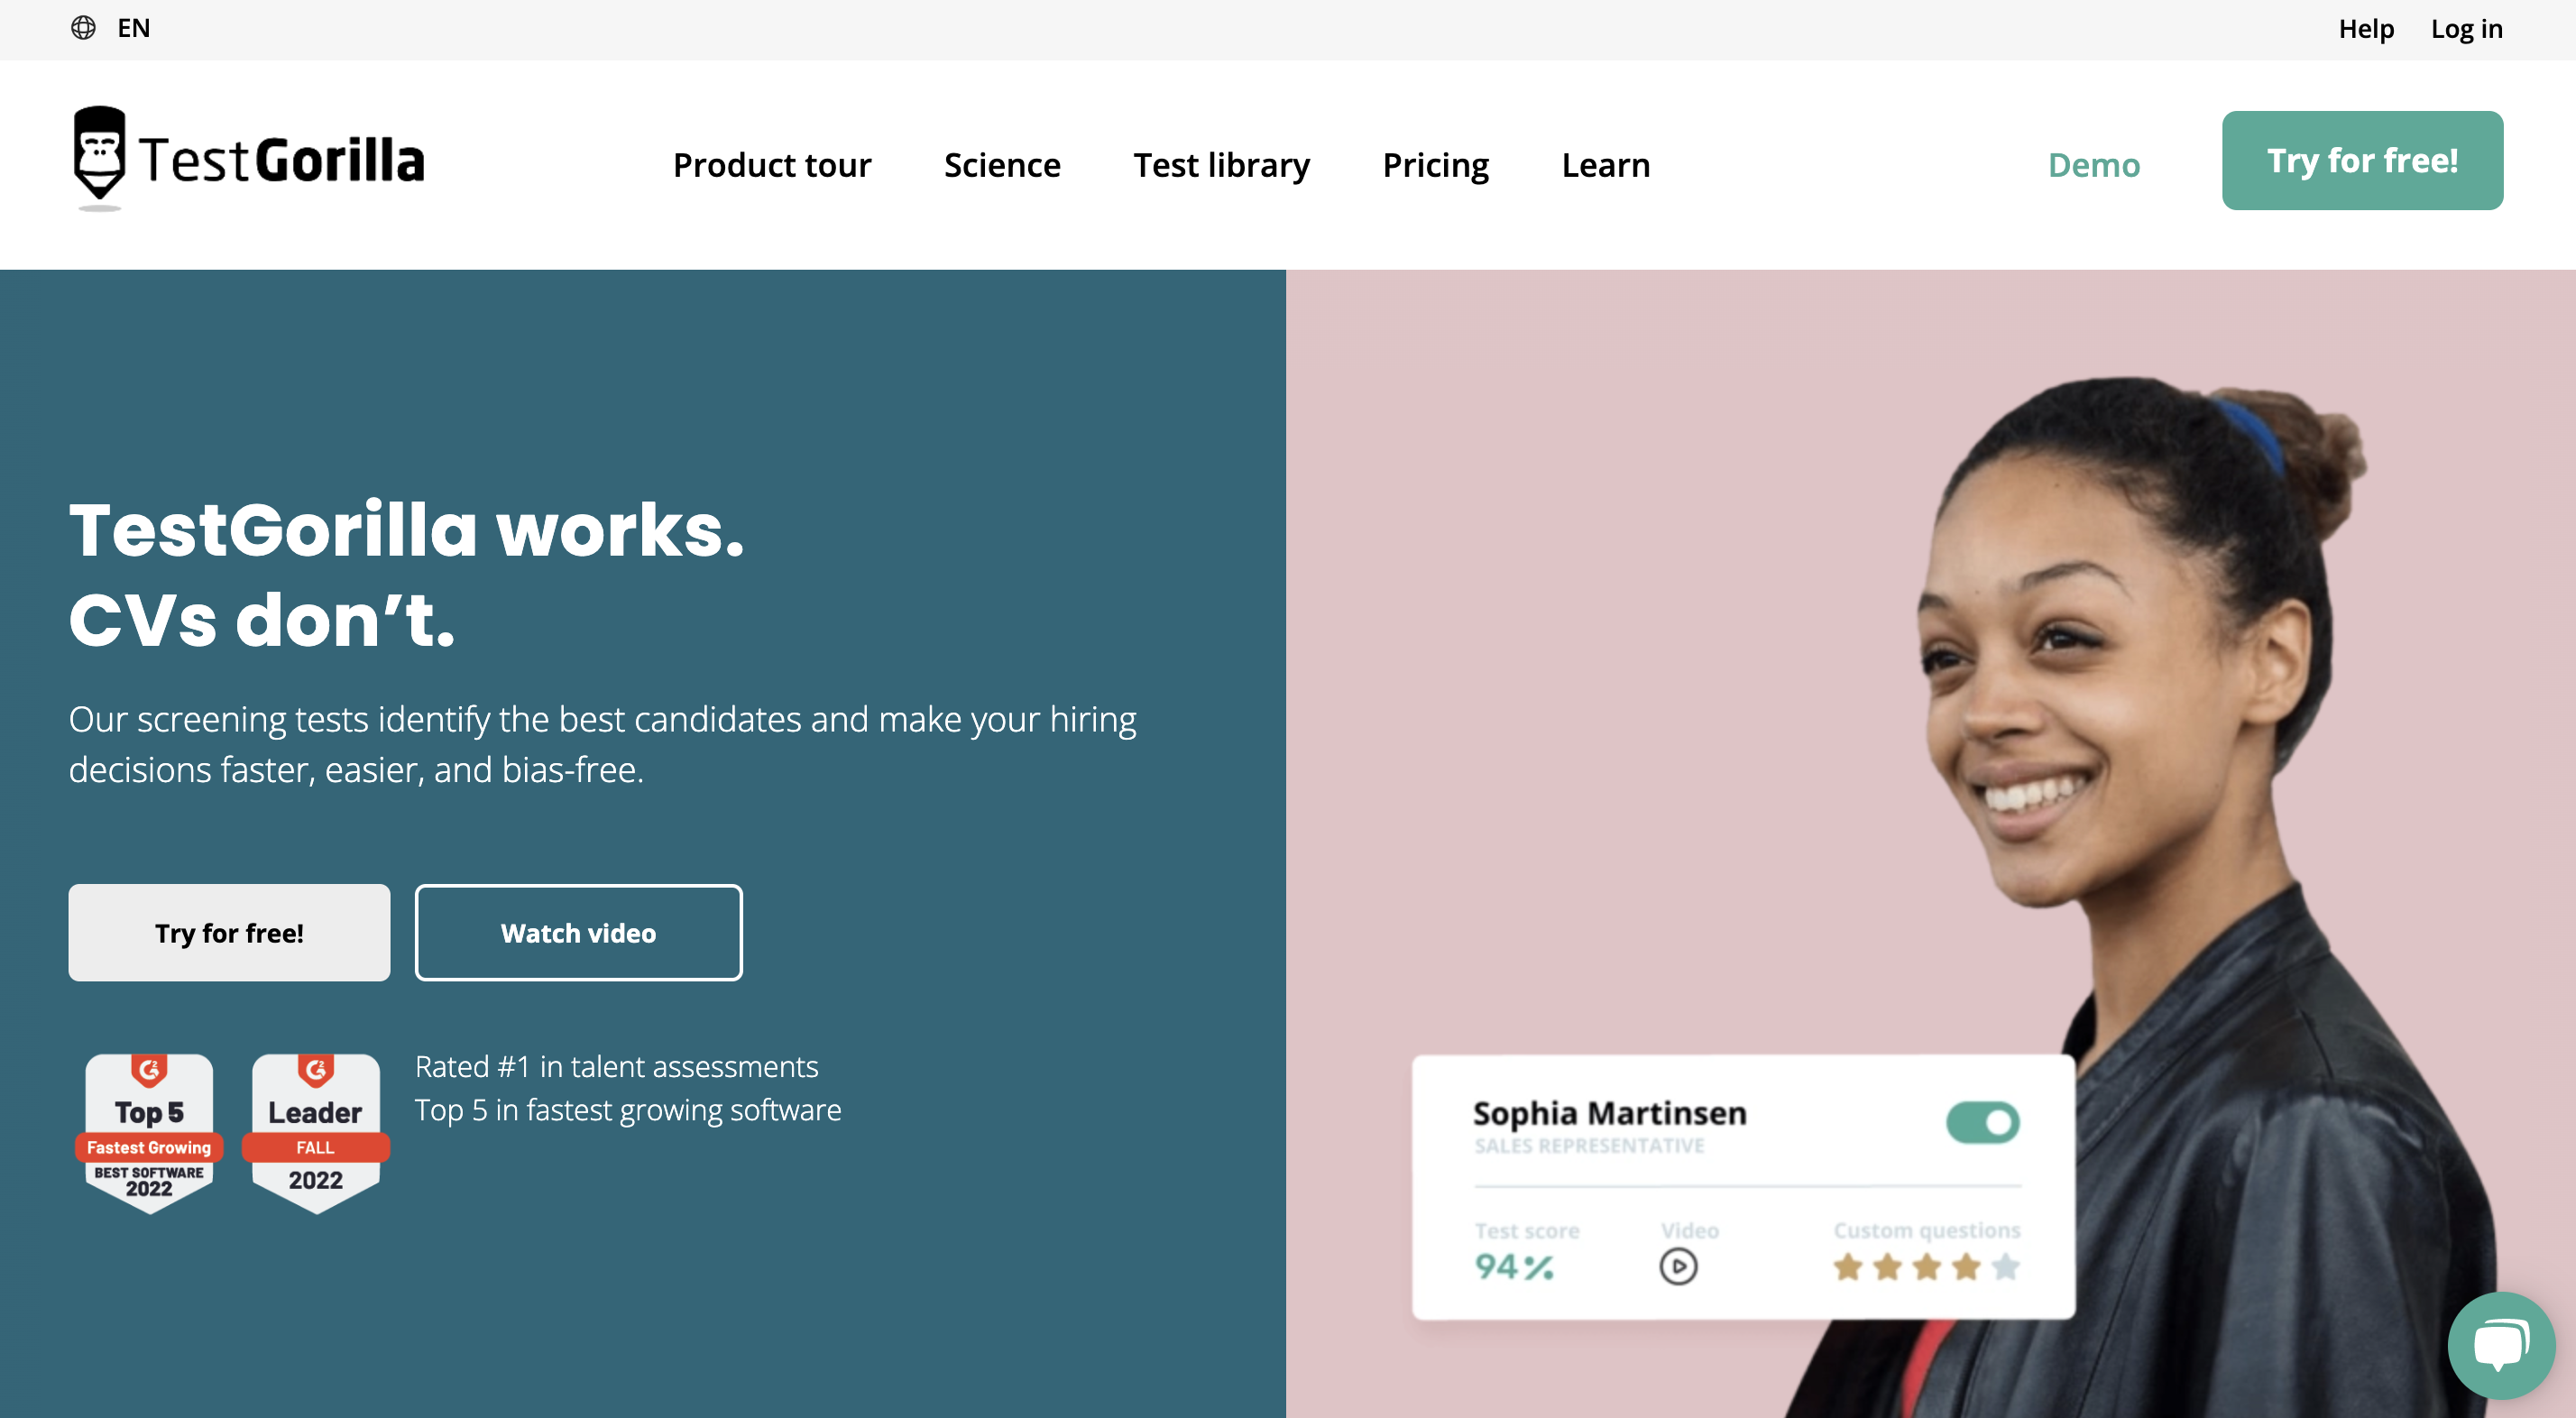 EN
Help
Log in
TestGorilla
Product tour
Science
Test library
Pricing
Learn
Demo
Try for free!
TestGorilla works.
CVs don’t.
Our screening tests identify the best candidates and make your hiring
decisions faster, easier, and bias-free.
Try for free!
Watch video
Top 5
Fastest Growing
BEST SOFTWARE
2022
Leader
FALL
2022
Rated #1 in talent assessments
Top 5 in fastest growing software
Sophia Martinsen
SALES REPRESENTATIVE
Test score
94%
Video
Custom questions